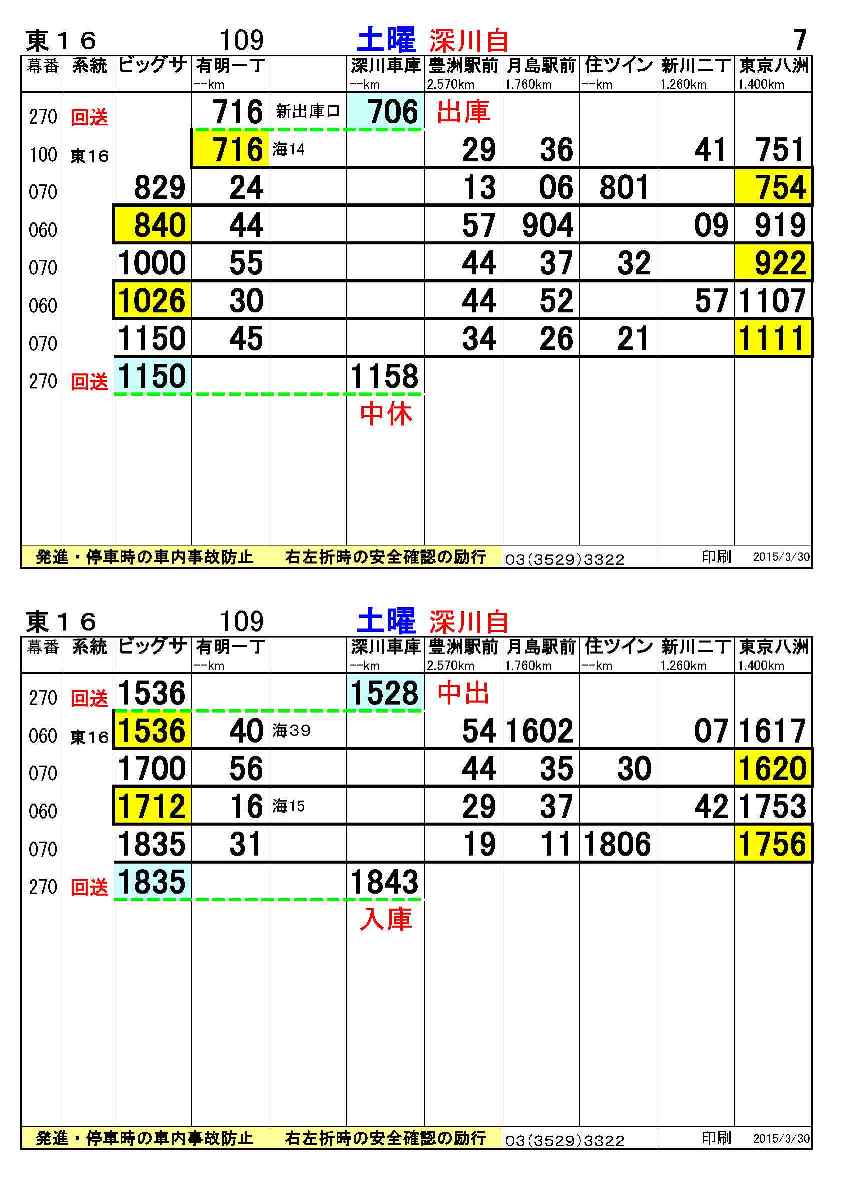 東16 109 土曜 深川自 7
幕番 系統 ビッグサ 有明一丁 深川車庫 豊洲駅前 月島駅前 住ツイン 新川二丁 東京八洲
--km --km 2.570km 1.760km --km 1.260km 1.400km
270 回送 716 新出庫口 706 出庫
100 東16 716 海14 29 36 41 751
070 829 24 13 06 801 754
060 840 44 57 904 09 919
070 1000 55 44 37 32 922
060 1026 30 44 52 57 1107
070 1150 45 34 26 21 1111
270 回送 1150 1158
中休
発進・停車時の車内事故防止 右左折時の安全確認の励行 03(3529)3322 印刷 2015/3/30
東16 109 土曜 深川自
幕番 系統 ビッグサ 有明一丁 深川車庫 豊洲駅前 月島駅前 住ツイン 新川二丁 東京八洲
--km --km 2.570km 1.760km --km 1.260km 1.400km
270 回送 1536 1528 中出
060 東16 1536 40 海39 54 1602 07 1617
070 1700 56 44 35 30 1620
060 1712 16 海15 29 37 42 1753
070 1835 31 19 11 1806 1756
270 回送 1835 1843
入庫
発進・停車時の車内事故防止 右左折時の安全確認の励行 03(3529)3322 印刷 2015/3/30